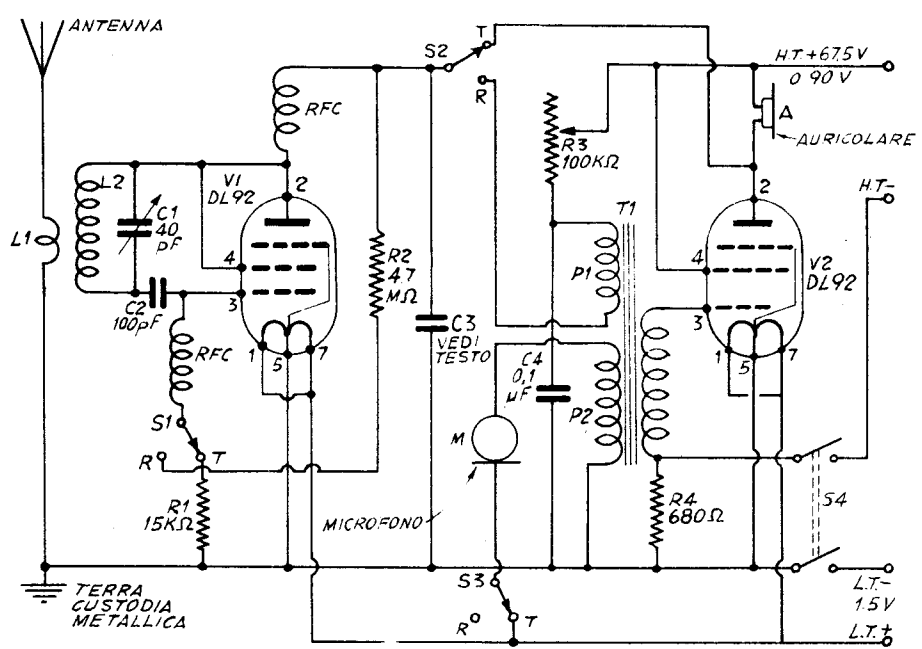 ANTENNA
S2
T
R
H.T.+67.5V
O 90 V
A
AURICOLARE
RFC
R3
100KΩ
H.T-
L2
V1
DL92
2
T1
2
C1
40
pF
L1
4
3
R2
4.7
MΩ
P1
4
V2
DL92
3
C2
100pF
C3
VEDI
TESTO
RFC
1
5
7
C4
0,1
µF
P2
1
5
7
S1
R
T
M
R1
15KΩ
MICROFONO
R4
680Ω
S4
TERRA
CUSTODIA
METALLICA
S3
R
T
L.T-
1.5V
L.T.+